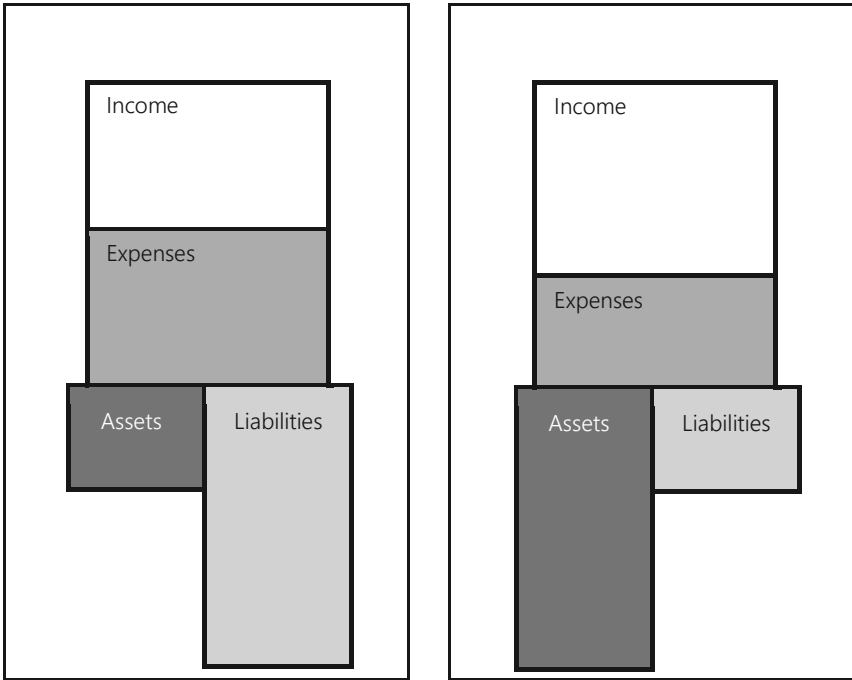 Income
Expenses
Assets
Liabilities
Income
Expenses
Assets
Liabilities